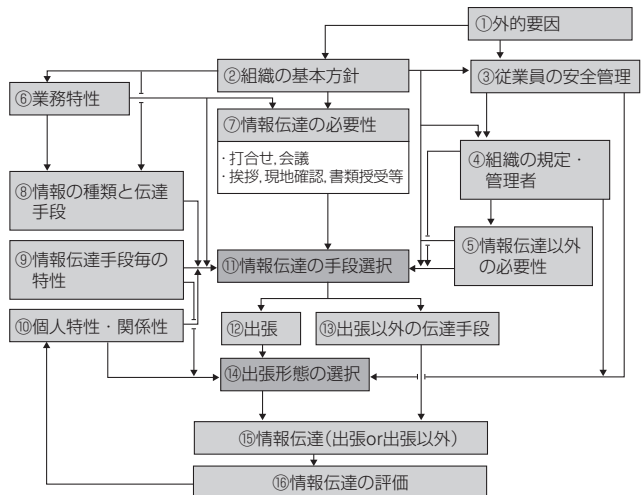 ①外的要因
②組織の基本方針
③従業員の安全管理
⑥業務特性
⑦情報伝達の必要性
・打合せ,会議
・挨拶,現地確認,書類授受等
④組織の規定・
管理者
⑧情報の種類と伝達
手段
⑤情報伝達以外
の必要性
⑨情報伝達手段毎の
特性
⑪情報伝達の手段選択
⑩個人特性・関係性
⑫出張
⑬出張以外の伝達手段
⑭出張形態の選択
⑮情報伝達(出張or出張以外)
⑯情報伝達の評価